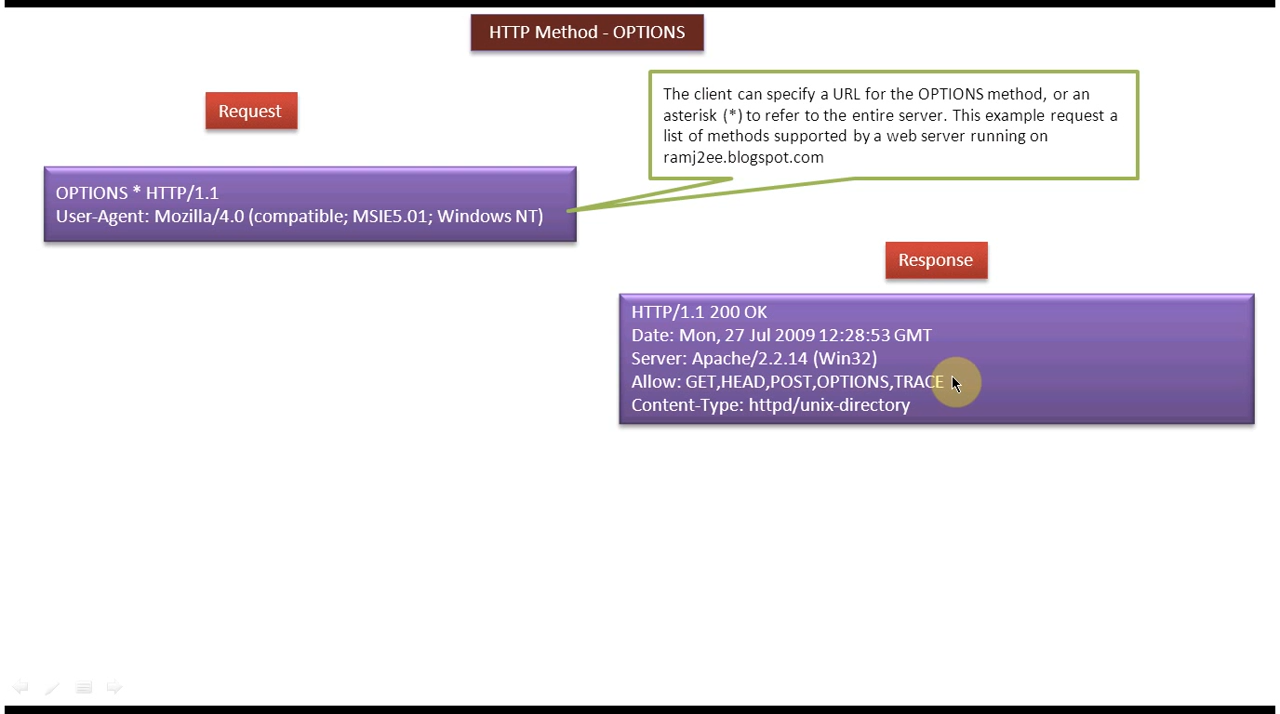 HTTP Method - OPTIONS
Request
The client can specify a URL for the OPTIONS method, or an
asterisk (*) to refer to the entire server. This example request a
list of methods supported by a web server running on
ramj2ee.blogspot.com
OPTIONS * HTTP/1.1
User-Agent: Mozilla/4.0 (compatible; MSIE5.01; Windows NT)
Response
HTTP/1.1 200 OK
Date: Mon, 27 Jul 2009 12:28:53 GMT
Server: Apache/2.2.14 (Win32)
Allow: GET,HEAD,POST,OPTIONS,TRACE
Content-Type: httpd/unix-directory